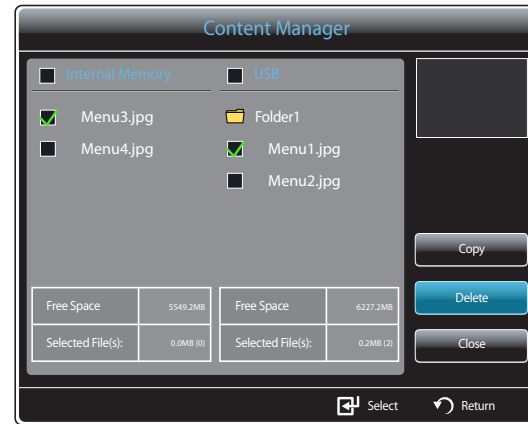 Content Manager
Internal Memory
USB
Menu3.jpg
Folder1
Menu4.jpg
Menu1.jpg
Menu2.jpg
Copy
Free Space 5549.2MB
Free Space 6227.2MB
Delete
Selected File(s): 0.0MB (0)
Selected File(s): 0.2MB (2)
Close
Select
Return